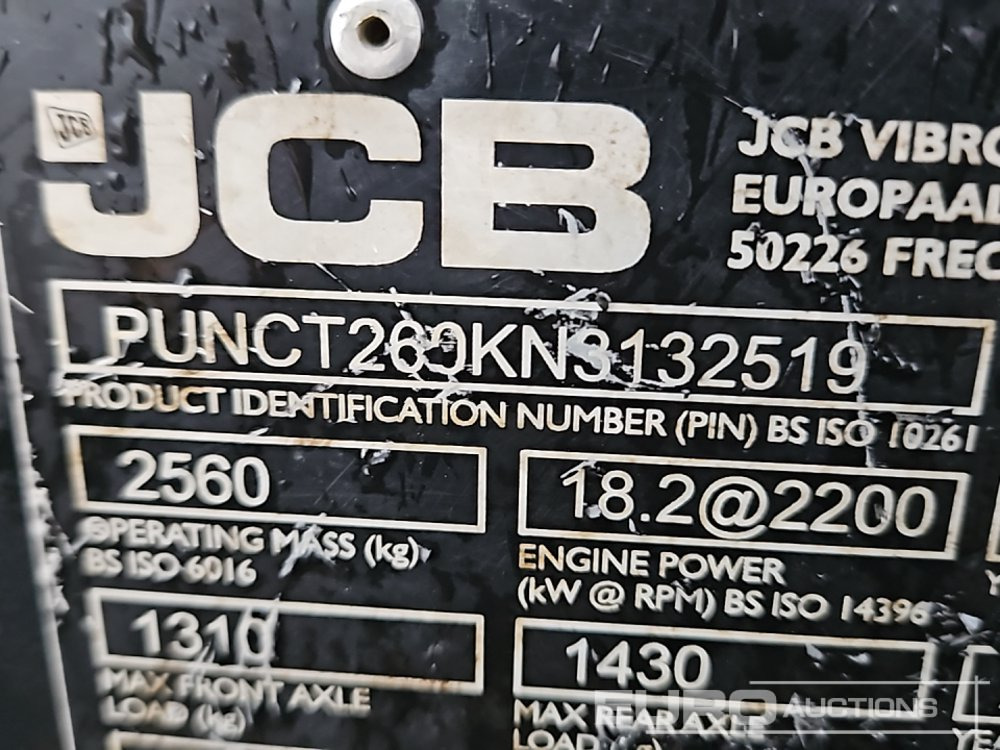 JCB
JCB
JCB VIBRO
EUROPAAL
50226 FREC
PUNCT260KN3132519
PRODUCT IDENTIFICATION NUMBER (PIN) BS ISO 10261
2560
OPERATING MASS (kg)
BS ISO 6016
18.2@2200
ENGINE POWER
(kW @ RPM) BS ISO 14396
1310
MAX FRONT AXLE
LOAD (kg)
1430
MAX REAR AXLE
LOAD (kg)
EURO AUCTIONS